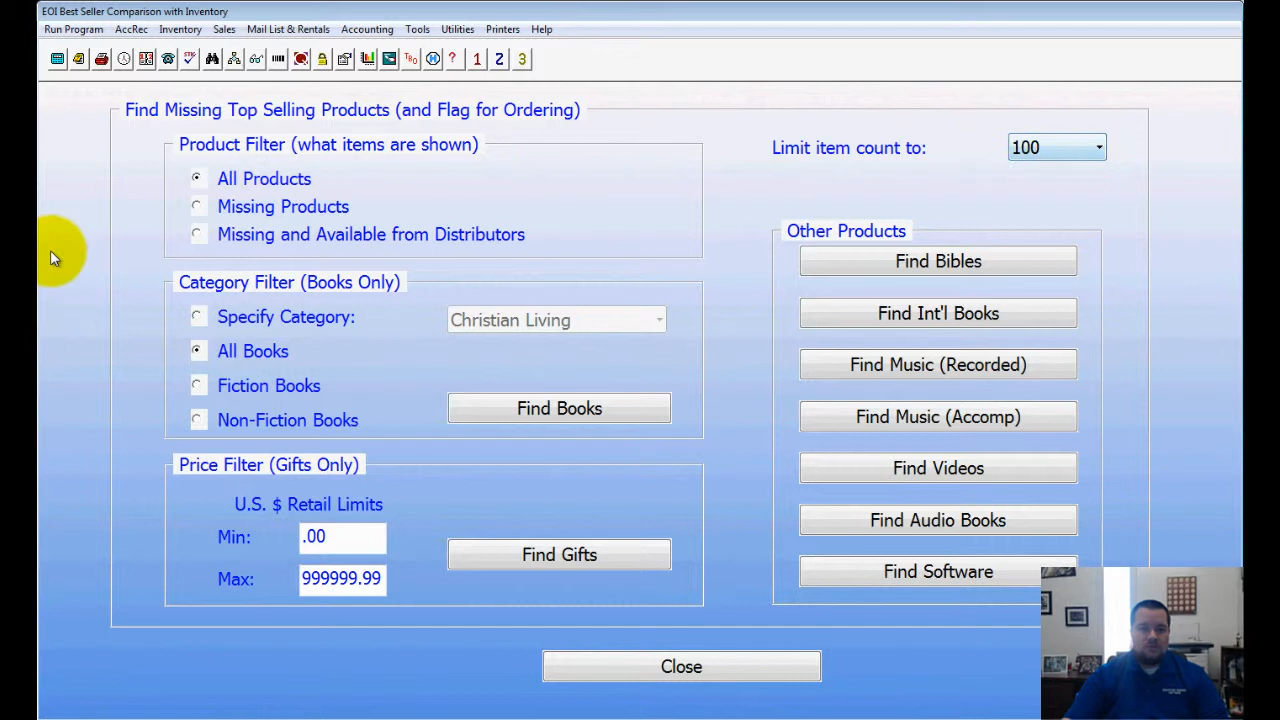 EOI Best Seller Comparison with Inventory
Run Program AccRec Inventory Sales Mail List & Rentals Accounting Tools Utilities Printers Help
TBO ? 1 2 3
Find Missing Top Selling Products (and Flag for Ordering)
Product Filter (what items are shown)
All Products
Missing Products
Missing and Available from Distributors
Limit item count to: 100
Category Filter (Books Only)
Specify Category: Christian Living
All Books
Fiction Books
Non-Fiction Books
Find Books
Price Filter (Gifts Only)
U.S. $ Retail Limits
Min: .00
Max: 999999.99
Find Gifts
Other Products
Find Bibles
Find Int'l Books
Find Music (Recorded)
Find Music (Accomp)
Find Videos
Find Audio Books
Find Software
Close